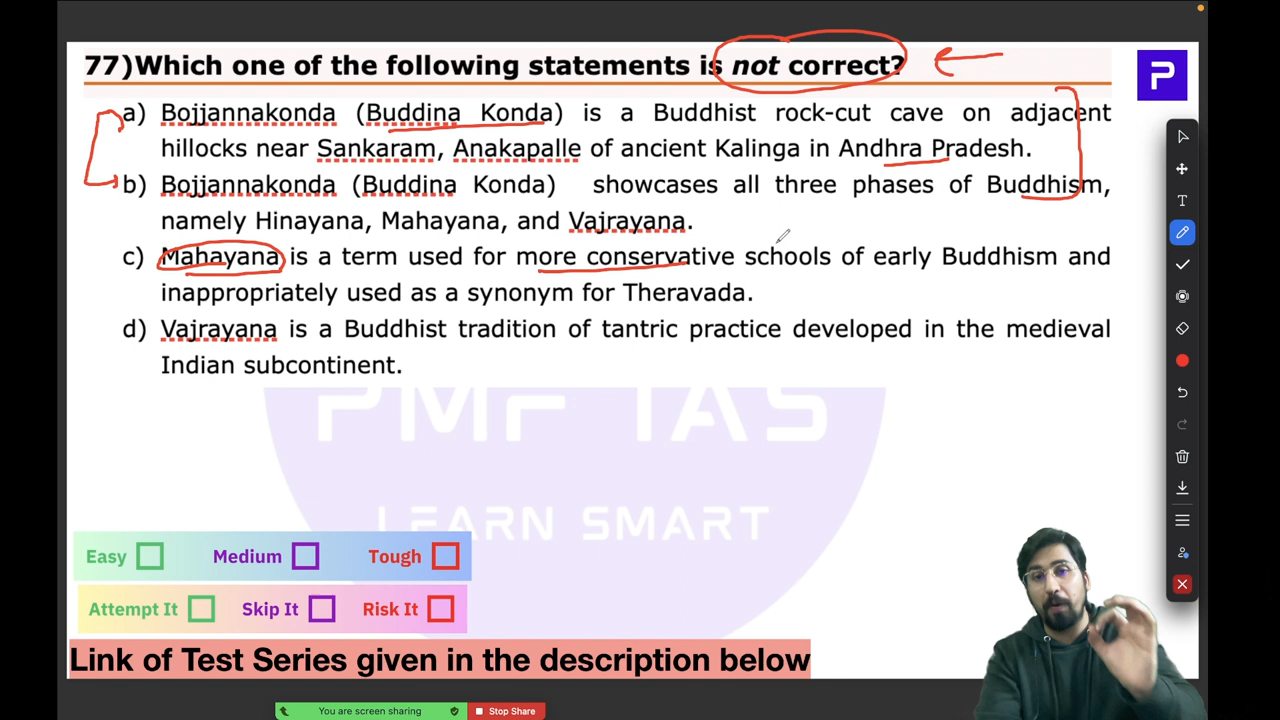 77)Which one of the following statements is not correct?
a) Bojjannakonda (Buddina Konda) is a Buddhist rock-cut cave on adjacent
hillocks near Sankaram, Anakapalle of ancient Kalinga in Andhra Pradesh.
b) Bojjannakonda (Buddina Konda) showcases all three phases of Buddhism,
namely Hinayana, Mahayana, and Vajrayana.
c) Mahayana is a term used for more conservative schools of early Buddhism and
inappropriately used as a synonym for Theravada.
d) Vajrayana is a Buddhist tradition of tantric practice developed in the medieval
Indian subcontinent.
P
T
PMF IAS
LEARN SMART
Easy Medium Tough
Attempt It Skip It Risk It
Link of Test Series given in the description below
You are screen sharing Stop Share